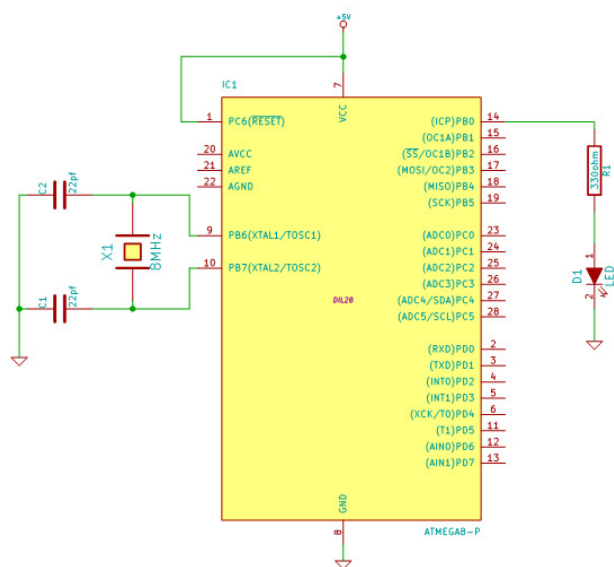 +5V
IC1
7
VCC
1 PC6(RESET)
20 AVCC
21 AREF
22 AGND
9 PB6(XTAL1/TOSC1)
10 PB7(XTAL2/TOSC2)
C2
22pf
X1
8MHz
C1
22pf
DIL28
(ICP)PB0 14
(OC1A)PB1 15
(SS/OC1B)PB2 16
(MOSI/OC2)PB3 17
(MISO)PB4 18
(SCK)PB5 19
(ADC0)PC0 23
(ADC1)PC1 24
(ADC2)PC2 25
(ADC3)PC3 26
(ADC4/SDA)PC4 27
(ADC5/SCL)PC5 28
(RXD)PD0 2
(TXD)PD1 3
(INT0)PD2 4
(INT1)PD3 5
(XCK/T0)PD4 6
(T1)PD5 11
(AIN0)PD6 12
(AIN1)PD7 13
330ohm
R1
1
D1
LED
2
GND
8
ATMEGA8-P